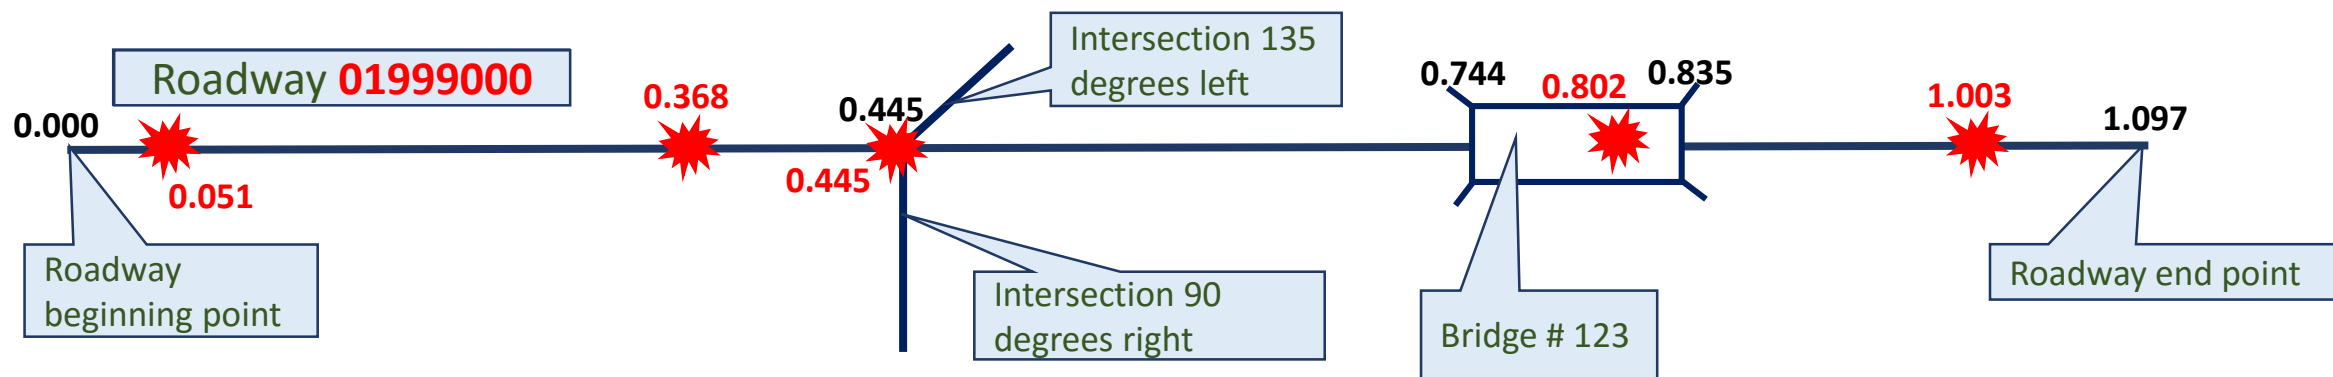 Roadway 01999000
0.000
0.051
0.368
0.445
0.445
Intersection 135
degrees left
0.744
0.802
0.835
1.003
1.097
Roadway
beginning point
Intersection 90
degrees right
Bridge # 123
Roadway end point